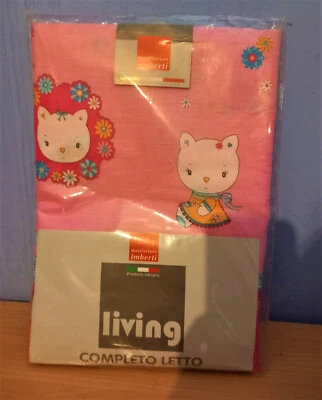 Manifattura
Imberti
Manifattura
Imberti
Prodotto Italiano
living
COMPLETO LETTO